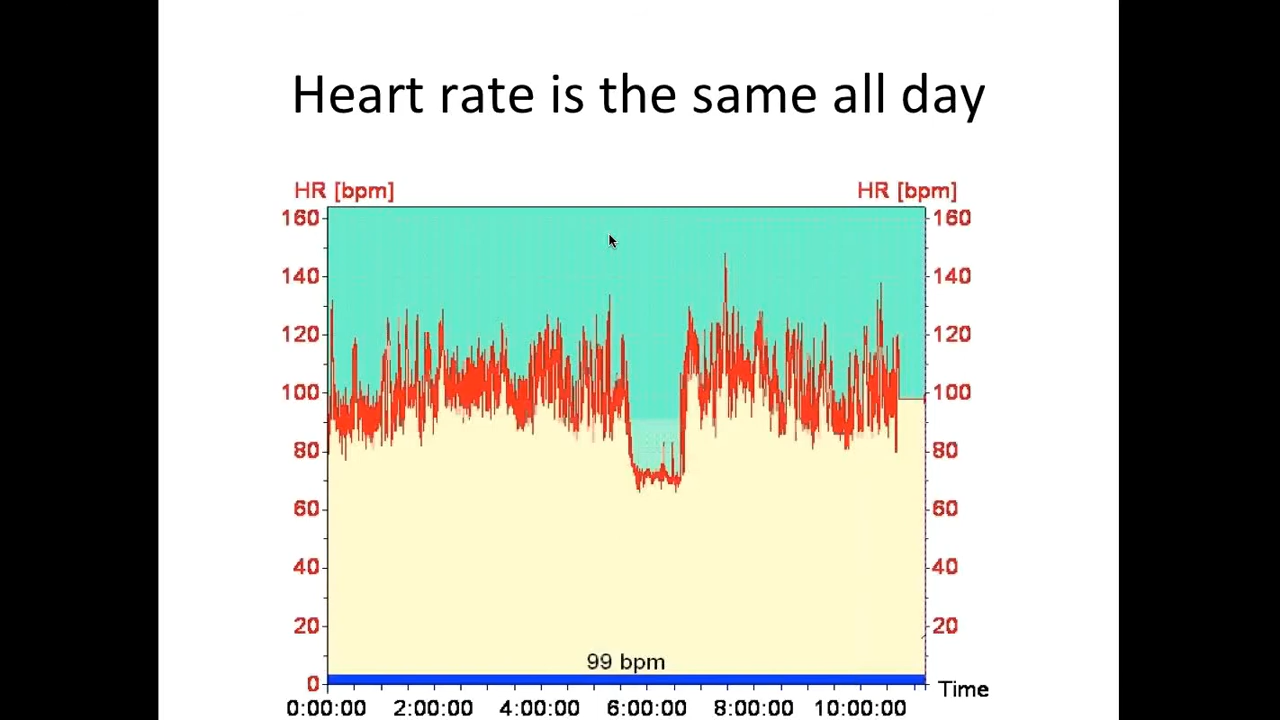 Heart rate is the same all day
HR [bpm] HR [bpm]
160 160
140 140
120 120
100 100
80 80
60 60
40 40
20 20
99 bpm
0 Time
0:00:00 2:00:00 4:00:00 6:00:00 8:00:00 10:00:00